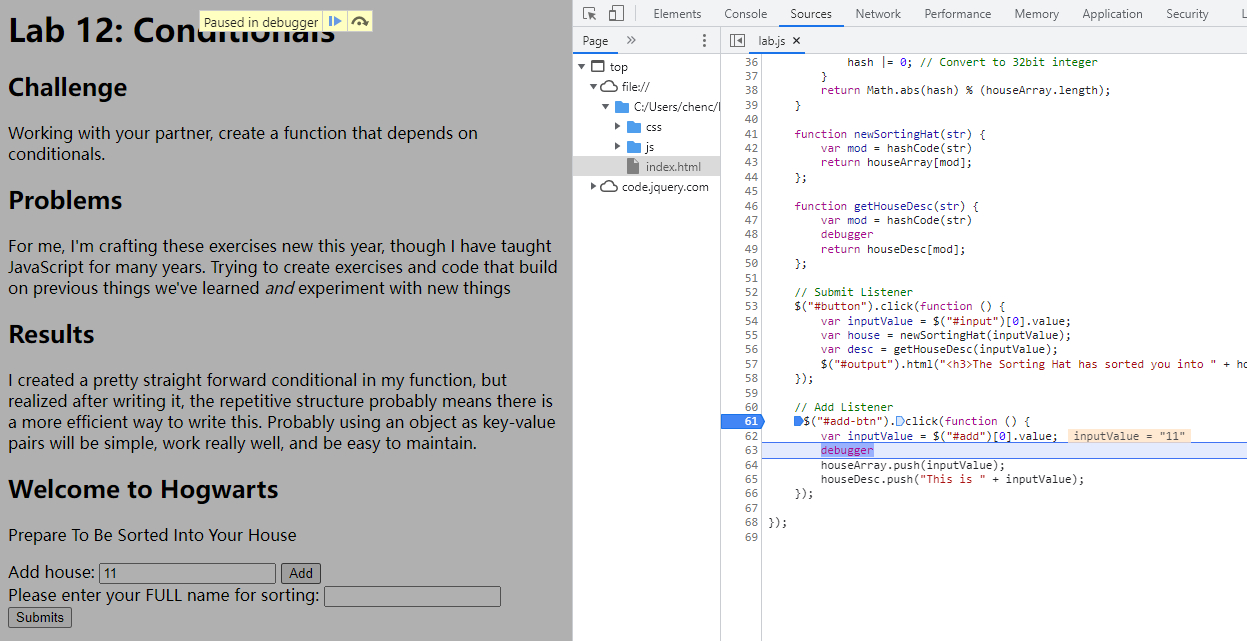 Lab 12: Conditionals
Paused in debugger
Challenge
Working with your partner, create a function that depends on
conditionals.
Problems
For me, I'm crafting these exercises new this year, though I have taught
JavaScript for many years. Trying to create exercises and code that build
on previous things we've learned and experiment with new things
Results
I created a pretty straight forward conditional in my function, but
realized after writing it, the repetitive structure probably means there is
a more efficient way to write this. Probably using an object as key-value
pairs will be simple, work really well, and be easy to maintain.
Welcome to Hogwarts
Prepare To Be Sorted Into Your House
Add house: 11 Add
Please enter your FULL name for sorting:
Submits
Elements Console Sources Network Performance Memory Application Security
Page » lab.js ×
top
file://
C:/Users/chenc/
css
js
index.html
code.jquery.com
36 hash |= 0; // Convert to 32bit integer
37 }
38 return Math.abs(hash) % (houseArray.length);
39 }
40
41 function newSortingHat(str) {
42 var mod = hashCode(str)
43 return houseArray[mod];
44 };
45
46 function getHouseDesc(str) {
47 var mod = hashCode(str)
48 debugger
49 return houseDesc[mod];
50 };
51
52 // Submit Listener
53 $("#button").click(function () {
54 var inputValue = $("#input")[0].value;
55 var house = newSortingHat(inputValue);
56 var desc = getHouseDesc(inputValue);
57 $("#output").html("<h3>The Sorting Hat has sorted you into " + ho
58 });
59
60 // Add Listener
61 $("#add-btn").click(function () {
62 var inputValue = $("#add")[0].value; inputValue = "11"
63 debugger
64 houseArray.push(inputValue);
65 houseDesc.push("This is " + inputValue);
66 });
67
68 });
69